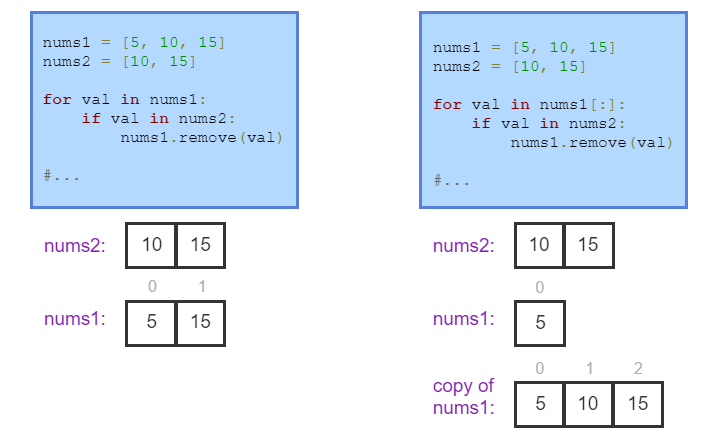 nums1 = [5, 10, 15]
nums2 = [10, 15]
for val in nums1:
    if val in nums2:
        nums1.remove(val)
#...
nums2: 10 15
0 1
nums1: 5 15
nums1 = [5, 10, 15]
nums2 = [10, 15]
for val in nums1[:]:
    if val in nums2:
        nums1.remove(val)
#...
nums2: 10 15
0
nums1: 5
0 1 2
copy of
nums1: 5 10 15